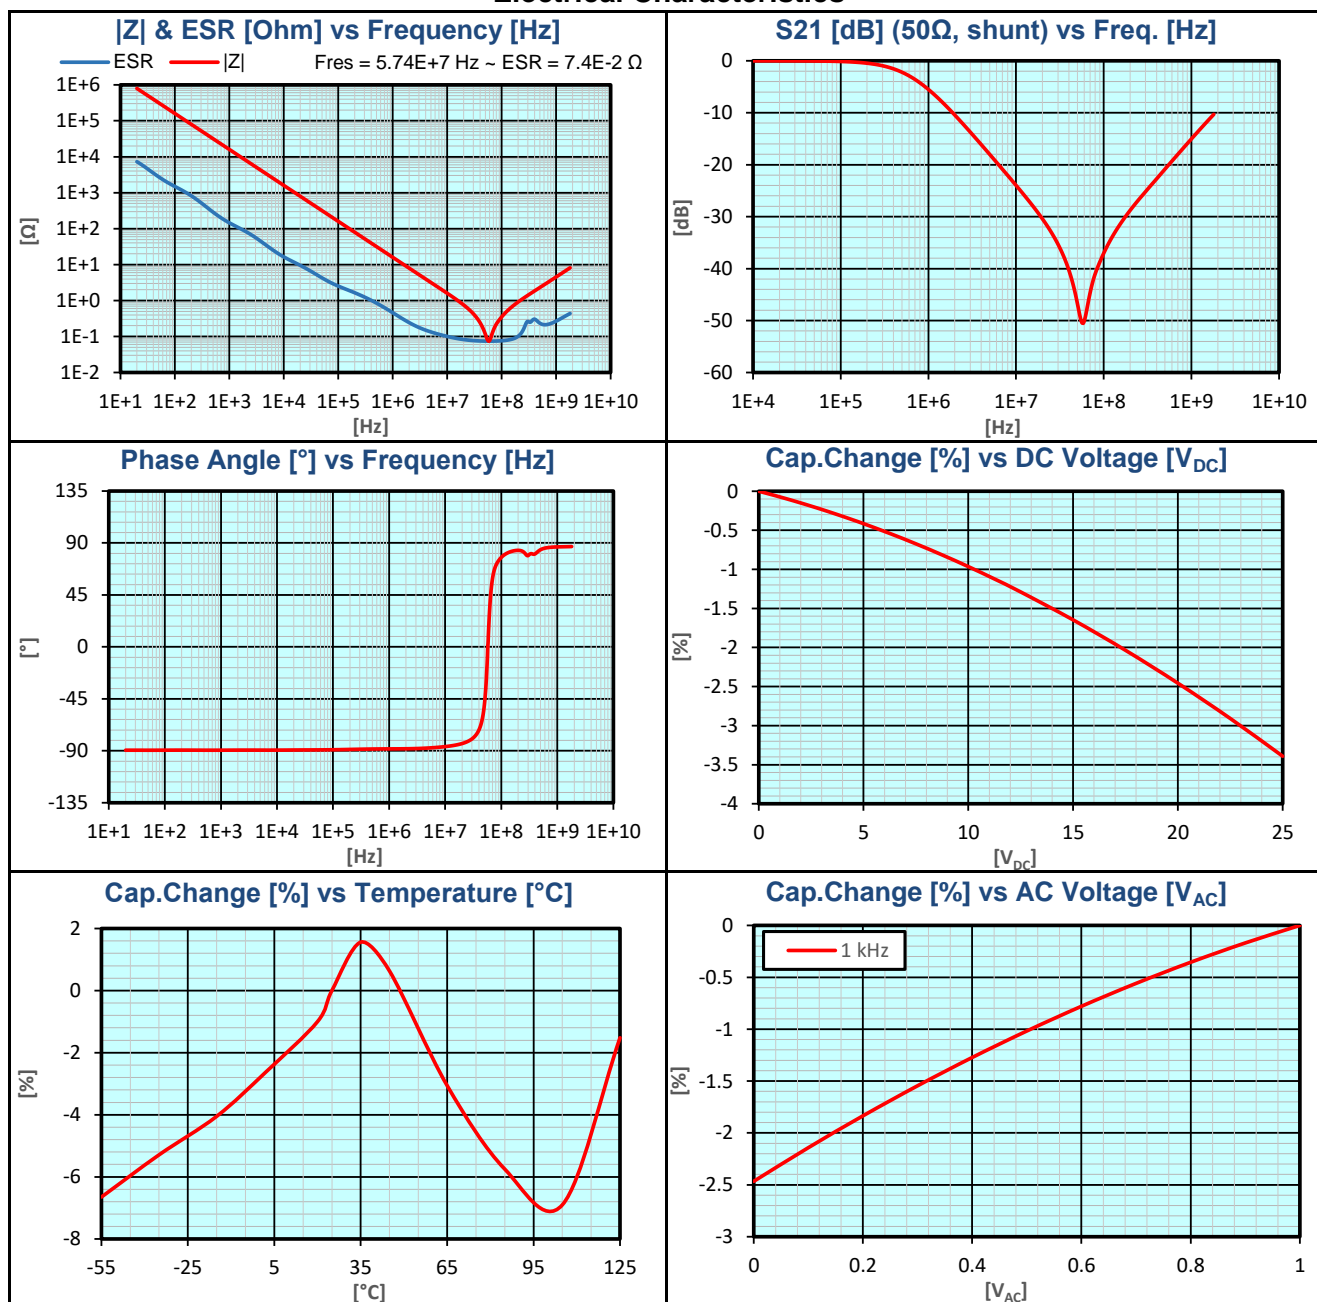 |Z| & ESR [Ohm] vs Frequency [Hz]
ESR |Z| Fres = 5.74E+7 Hz ~ ESR = 7.4E-2 Ω
1E+6
1E+5
1E+4
1E+3
1E+2
1E+1
1E+0
1E-1
1E-2
[Ω]
1E+1 1E+2 1E+3 1E+4 1E+5 1E+6 1E+7 1E+8 1E+9 1E+10
[Hz]
S21 [dB] (50Ω, shunt) vs Freq. [Hz]
0
-10
-20
-30
-40
-50
-60
[dB]
1E+4 1E+5 1E+6 1E+7 1E+8 1E+9 1E+10
[Hz]
Phase Angle [°] vs Frequency [Hz]
135
90
45
0
-45
-90
-135
[°]
1E+1 1E+2 1E+3 1E+4 1E+5 1E+6 1E+7 1E+8 1E+9 1E+10
[Hz]
Cap.Change [%] vs DC Voltage [VDC]
0
-0.5
-1
-1.5
-2
-2.5
-3
-3.5
-4
[%]
0 5 10 15 20 25
[VDC]
Cap.Change [%] vs Temperature [°C]
2
0
-2
-4
-6
-8
[%]
-55 -25 5 35 65 95 125
[°C]
Cap.Change [%] vs AC Voltage [VAC]
1 kHz
0
-0.5
-1
-1.5
-2
-2.5
-3
[%]
0 0.2 0.4 0.6 0.8 1
[VAC]